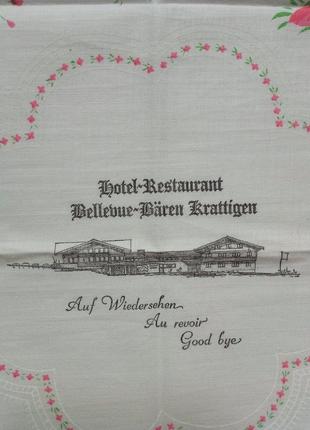 Hotel-Restaurant
Bellevue-Bären Krattigen
Auf Wiedersehen
Au revoir
Good bye